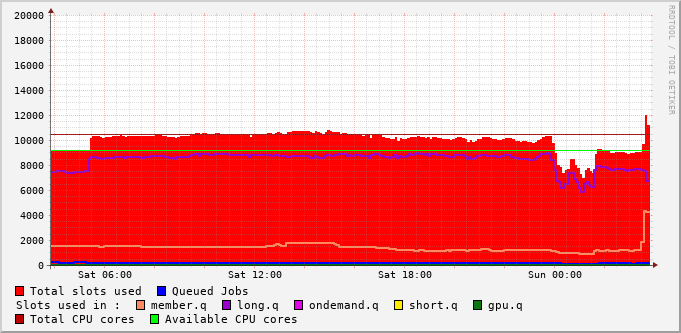 RRDTOOL / TOBI OETIKER
20000
18000
16000
14000
12000
10000
8000
6000
4000
2000
0
Sat 06:00 Sat 12:00 Sat 18:00 Sun 00:00
Total slots used Queued Jobs
Slots used in : member.q long.q ondemand.q short.q gpu.q
Total CPU cores Available CPU cores